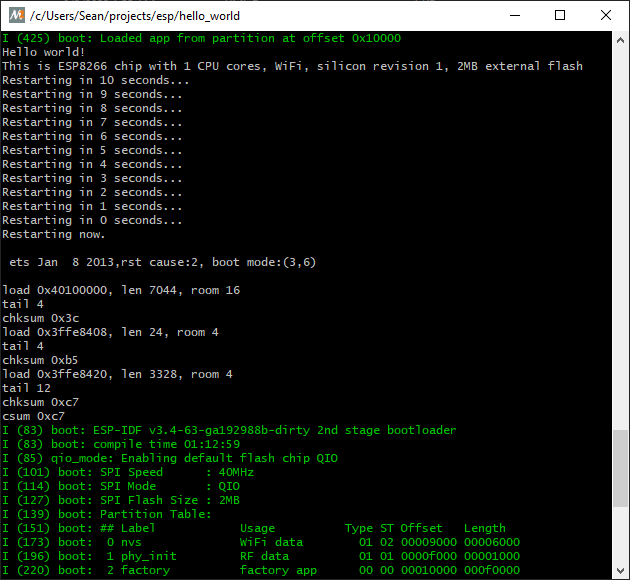 /c/Users/Sean/projects/esp/hello_world
I (425) boot: Loaded app from partition at offset 0x10000
Hello world!
This is ESP8266 chip with 1 CPU cores, WiFi, silicon revision 1, 2MB external flash
Restarting in 10 seconds...
Restarting in 9 seconds...
Restarting in 8 seconds...
Restarting in 7 seconds...
Restarting in 6 seconds...
Restarting in 5 seconds...
Restarting in 4 seconds...
Restarting in 3 seconds...
Restarting in 2 seconds...
Restarting in 1 seconds...
Restarting in 0 seconds...
Restarting now.
ets Jan  8 2013,rst cause:2, boot mode:(3,6)
load 0x40100000, len 7044, room 16
tail 4
chksum 0x3c
load 0x3ffe8408, len 24, room 4
tail 4
chksum 0xb5
load 0x3ffe8420, len 3328, room 4
tail 12
chksum 0xc7
csum 0xc7
I (83) boot: ESP-IDF v3.4-63-ga192988b-dirty 2nd stage bootloader
I (83) boot: compile time 01:12:59
I (85) qio_mode: Enabling default flash chip QIO
I (101) boot: SPI Speed      : 40MHz
I (114) boot: SPI Mode       : QIO
I (127) boot: SPI Flash Size : 2MB
I (139) boot: Partition Table:
I (151) boot: ## Label            Usage          Type ST Offset   Length
I (173) boot:  0 nvs              WiFi data        01 02 00009000 00006000
I (196) boot:  1 phy_init         RF data          01 01 0000f000 00001000
I (220) boot:  2 factory          factory app      00 00 00010000 000f0000